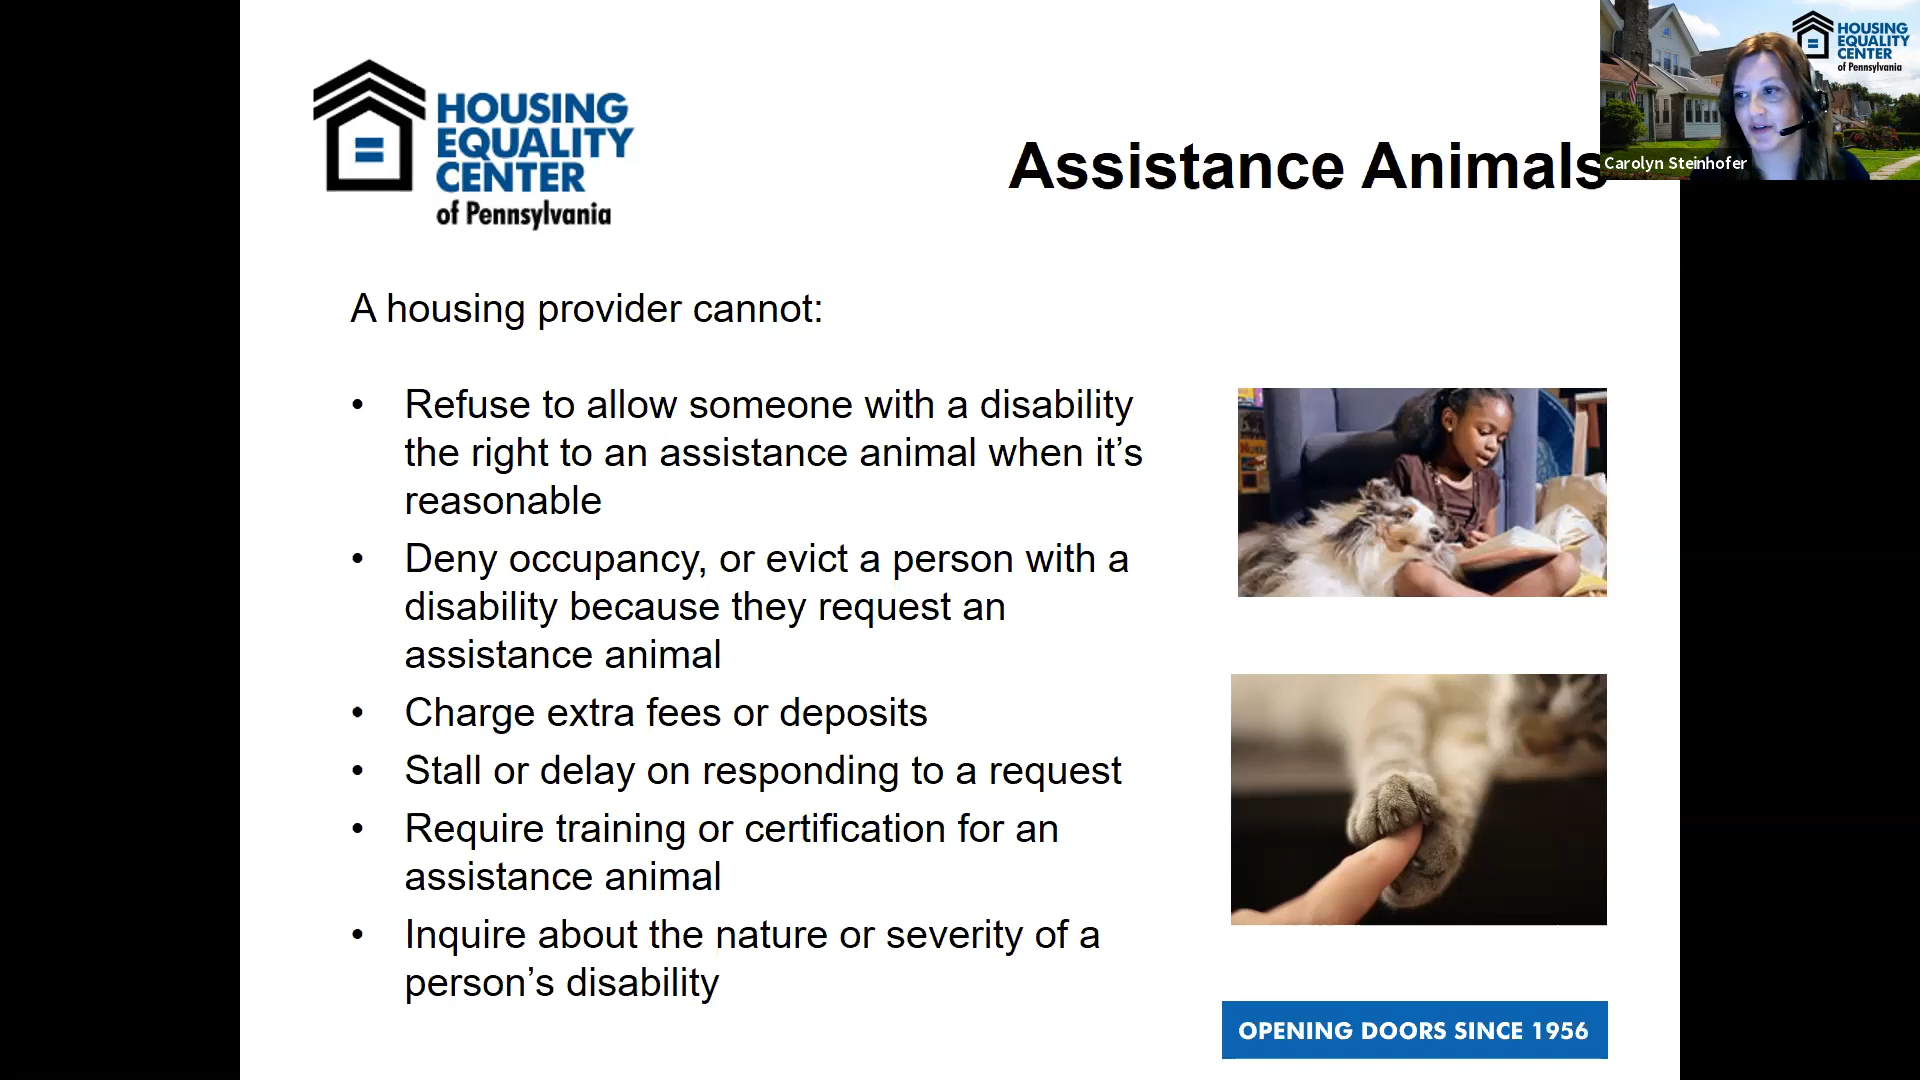 HOUSING
EQUALITY
CENTER
of Pennsylvania
Assistance Animals
HOUSING
EQUALITY
CENTER
of Pennsylvania
Carolyn Steinhofer
A housing provider cannot:
• Refuse to allow someone with a disability
the right to an assistance animal when it’s
reasonable
• Deny occupancy, or evict a person with a
disability because they request an
assistance animal
• Charge extra fees or deposits
• Stall or delay on responding to a request
• Require training or certification for an
assistance animal
• Inquire about the nature or severity of a
person’s disability
OPENING DOORS SINCE 1956